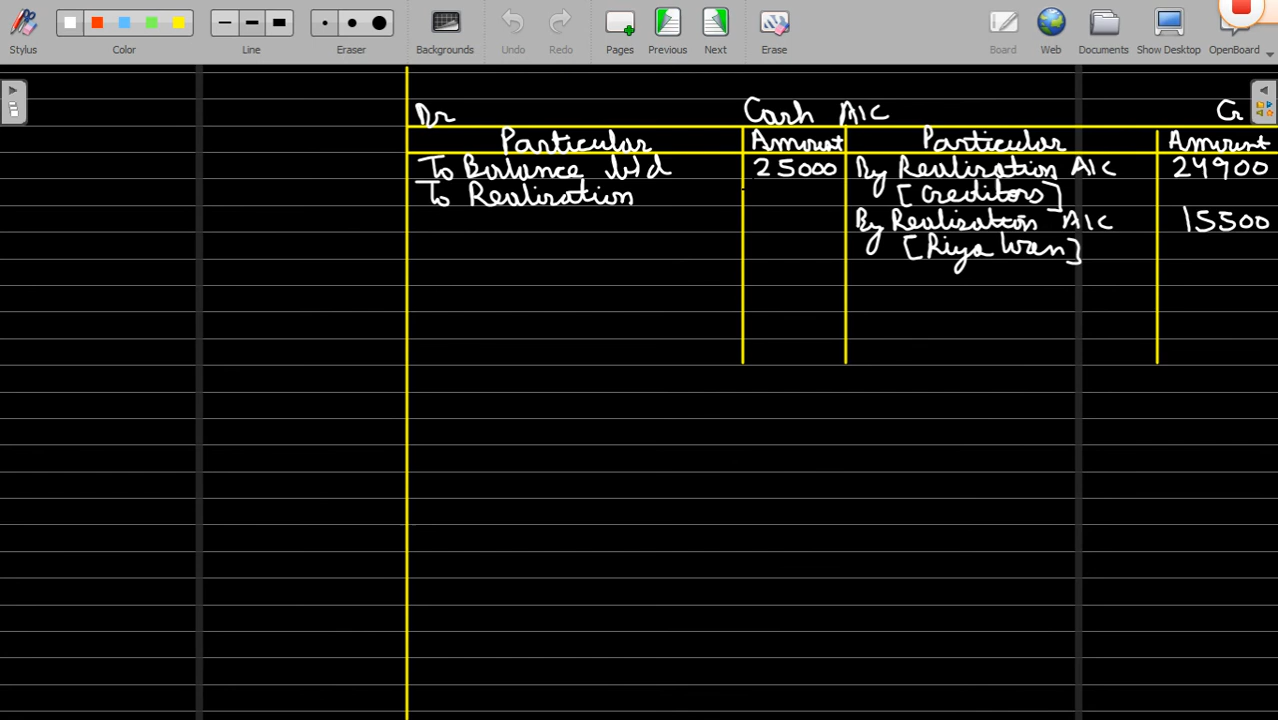 Stylus Color Line Eraser Backgrounds Undo Redo Pages Previous Next Erase Board Web Documents Show Desktop OpenBoard
Dr Cash A/C Cr
Particular Amount Particular Amount
To Balance b/d 25000 By Realisation A/C 24900
To Realisation [Creditors]
By Realisation A/C 15500
[Riya Loan]